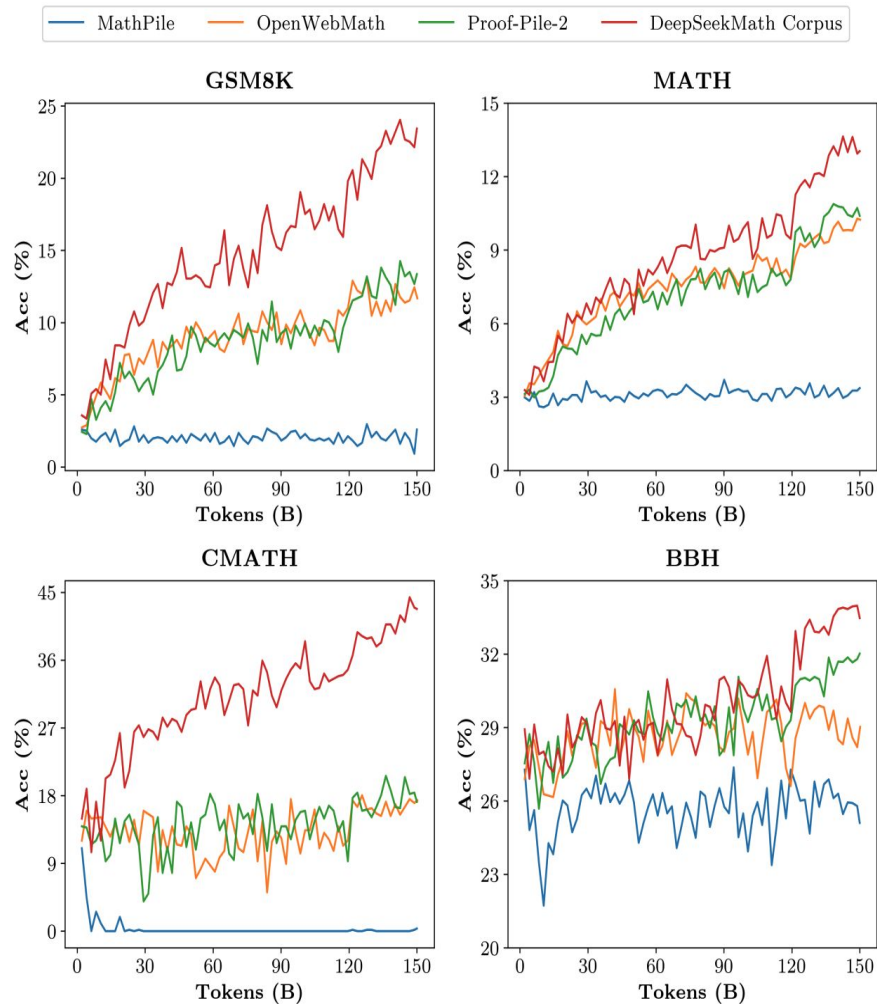 MathPile OpenWebMath Proof-Pile-2 DeepSeekMath Corpus
GSM8K
25
20
15
10
5
0
Acc (%)
0 30 60 90 120 150
Tokens (B)
MATH
15
12
9
6
3
0
Acc (%)
0 30 60 90 120 150
Tokens (B)
CMATH
45
36
27
18
9
0
Acc (%)
0 30 60 90 120 150
Tokens (B)
BBH
35
32
29
26
23
20
Acc (%)
0 30 60 90 120 150
Tokens (B)